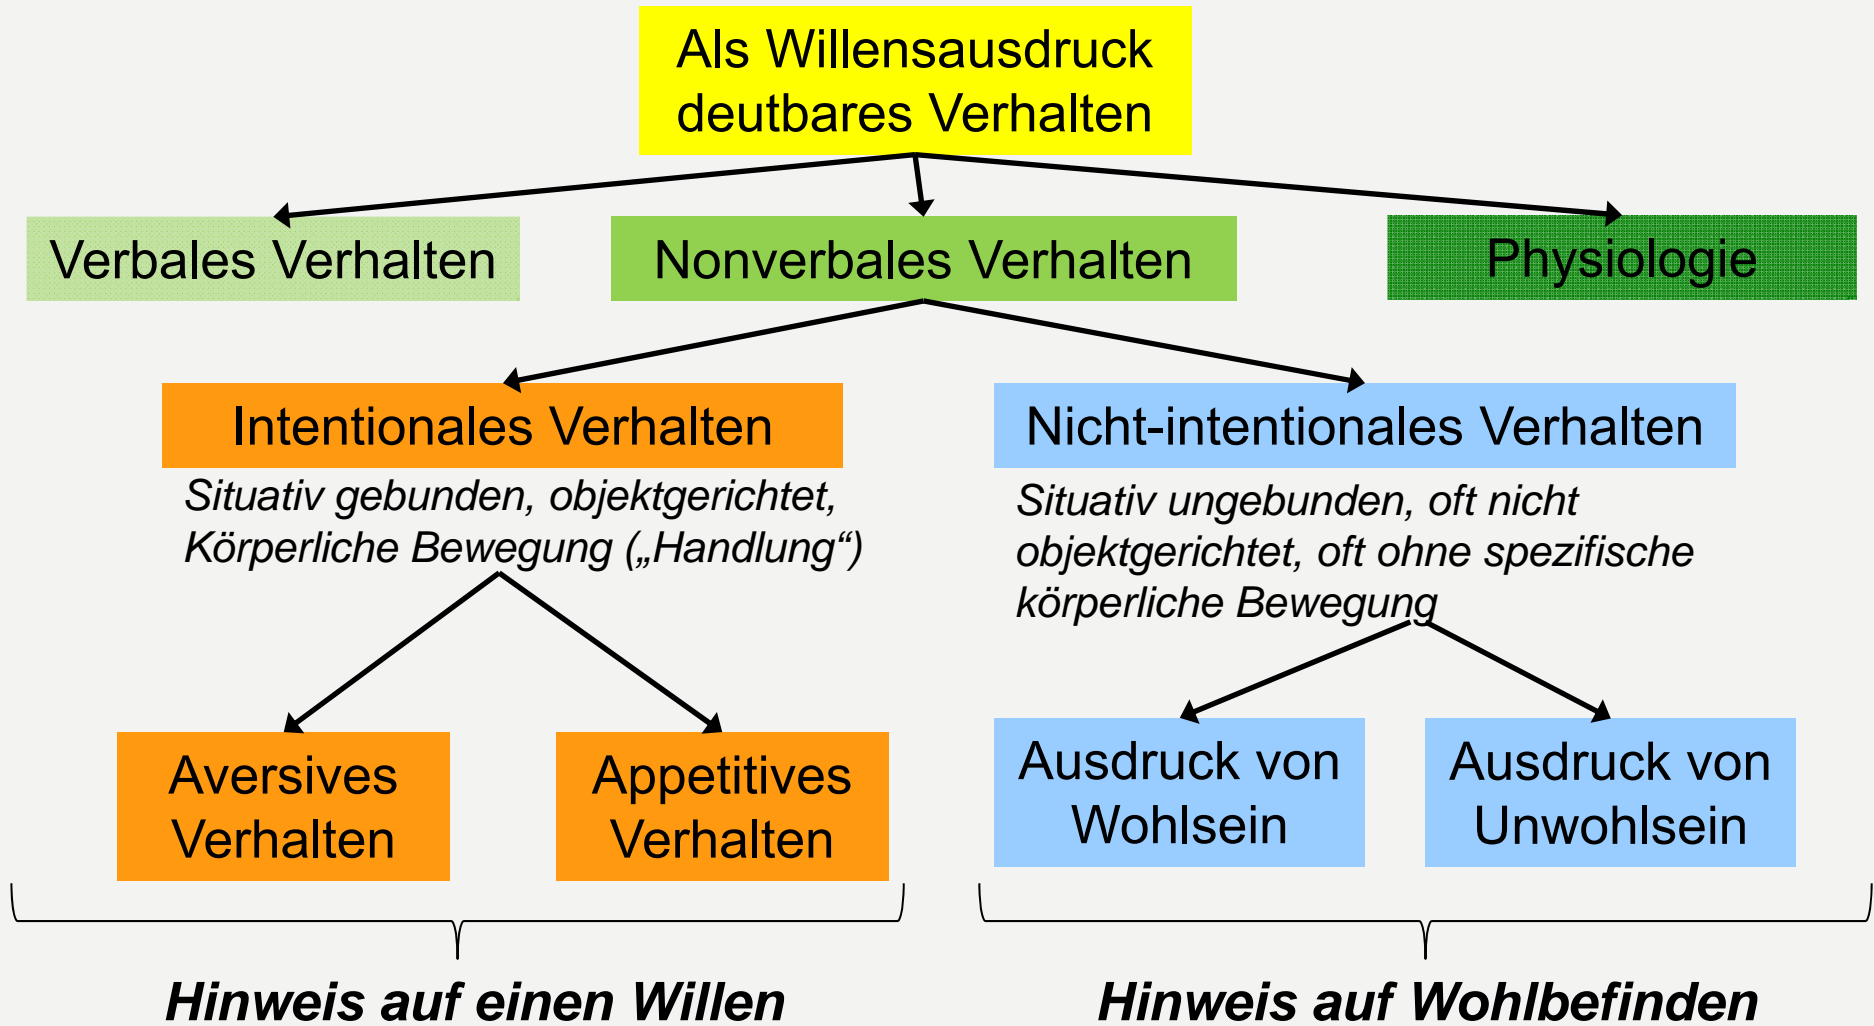 Als Willensausdruck
deutbares Verhalten
Verbales Verhalten
Nonverbales Verhalten
Physiologie
Intentionales Verhalten
Situativ gebunden, objektgerichtet,
Körperliche Bewegung („Handlung“)
Nicht-intentionales Verhalten
Situativ ungebunden, oft nicht
objektgerichtet, oft ohne spezifische
körperliche Bewegung
Aversives
Verhalten
Appetitives
Verhalten
Ausdruck von
Wohlsein
Ausdruck von
Unwohlsein
Hinweis auf einen Willen
Hinweis auf Wohlbefinden